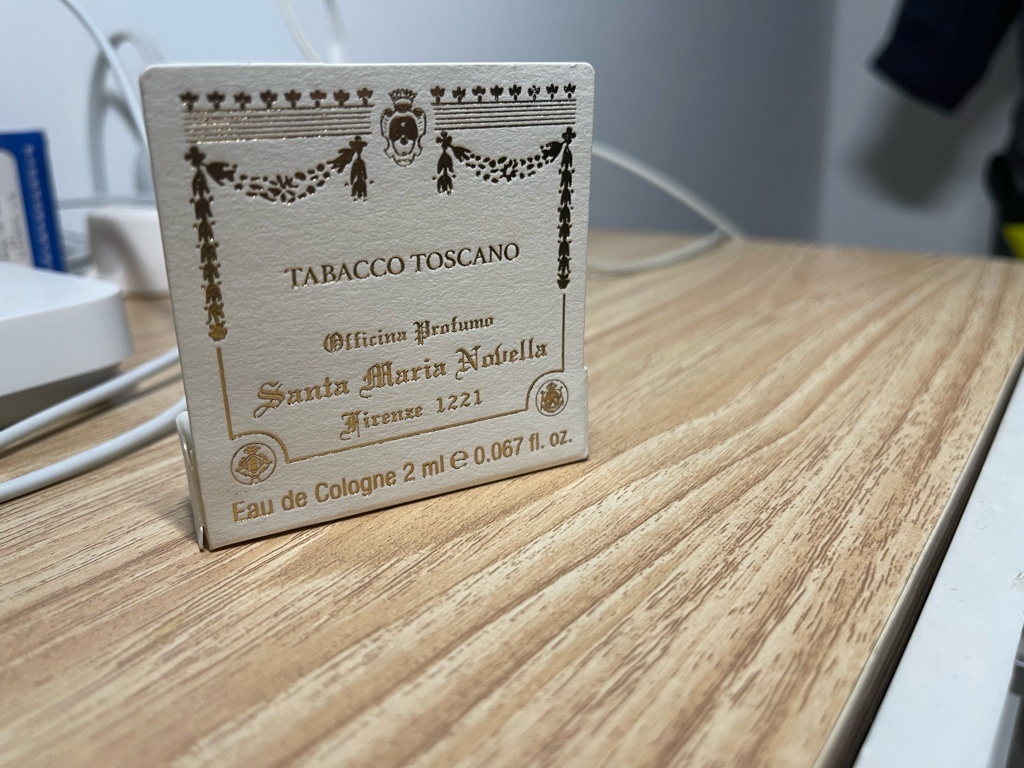 TABACCO TOSCANO
Officina Profumo
Santa Maria Novella
Firenze 1221
Eau de Cologne 2 ml ℮ 0.067 fl. oz.